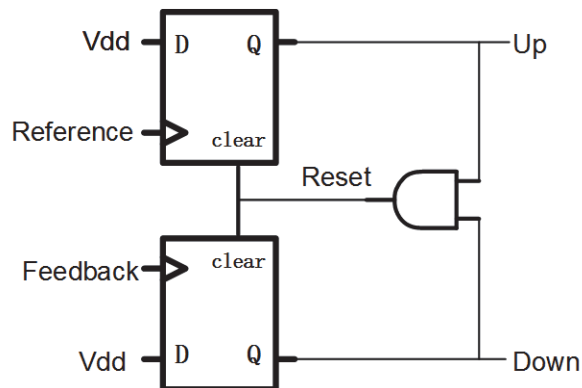 Vdd D Q Up
Reference
clear
Reset
clear
Feedback
Vdd D Q Down